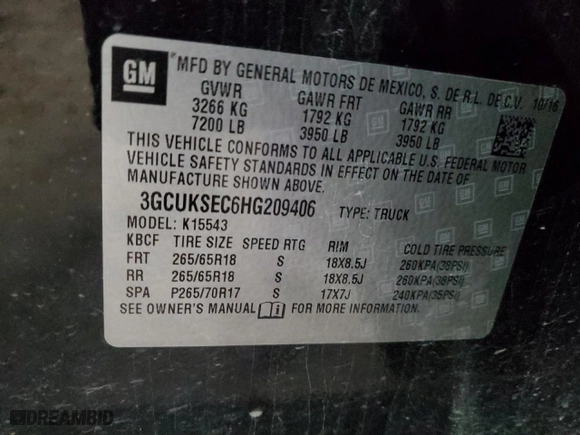 GM
MFD BY GENERAL MOTORS DE MEXICO, S. DE R.L. DE C.V. 10/16
GVWR GAWR FRT GAWR RR
3266 KG 1792 KG 1792 KG
7200 LB 3950 LB 3950 LB
THIS VEHICLE CONFORMS TO ALL APPLICABLE U.S. FEDERAL MOTOR
VEHICLE SAFETY STANDARDS IN EFFECT ON THE DATE OF
MANUFACTURE SHOWN ABOVE.
3GCUKSEC6HG209406 TYPE: TRUCK
MODEL: K15543
KBCF TIRE SIZE SPEED RTG RIM COLD TIRE PRESSURE
FRT 265/65R18 S 18X8.5J 260KPA(38PSI)
RR 265/65R18 S 18X8.5J 260KPA(38PSI)
SPA P265/70R17 S 17X7J 240KPA(35PSI)
SEE OWNER'S MANUAL i FOR MORE INFORMATION.
DREAMBID